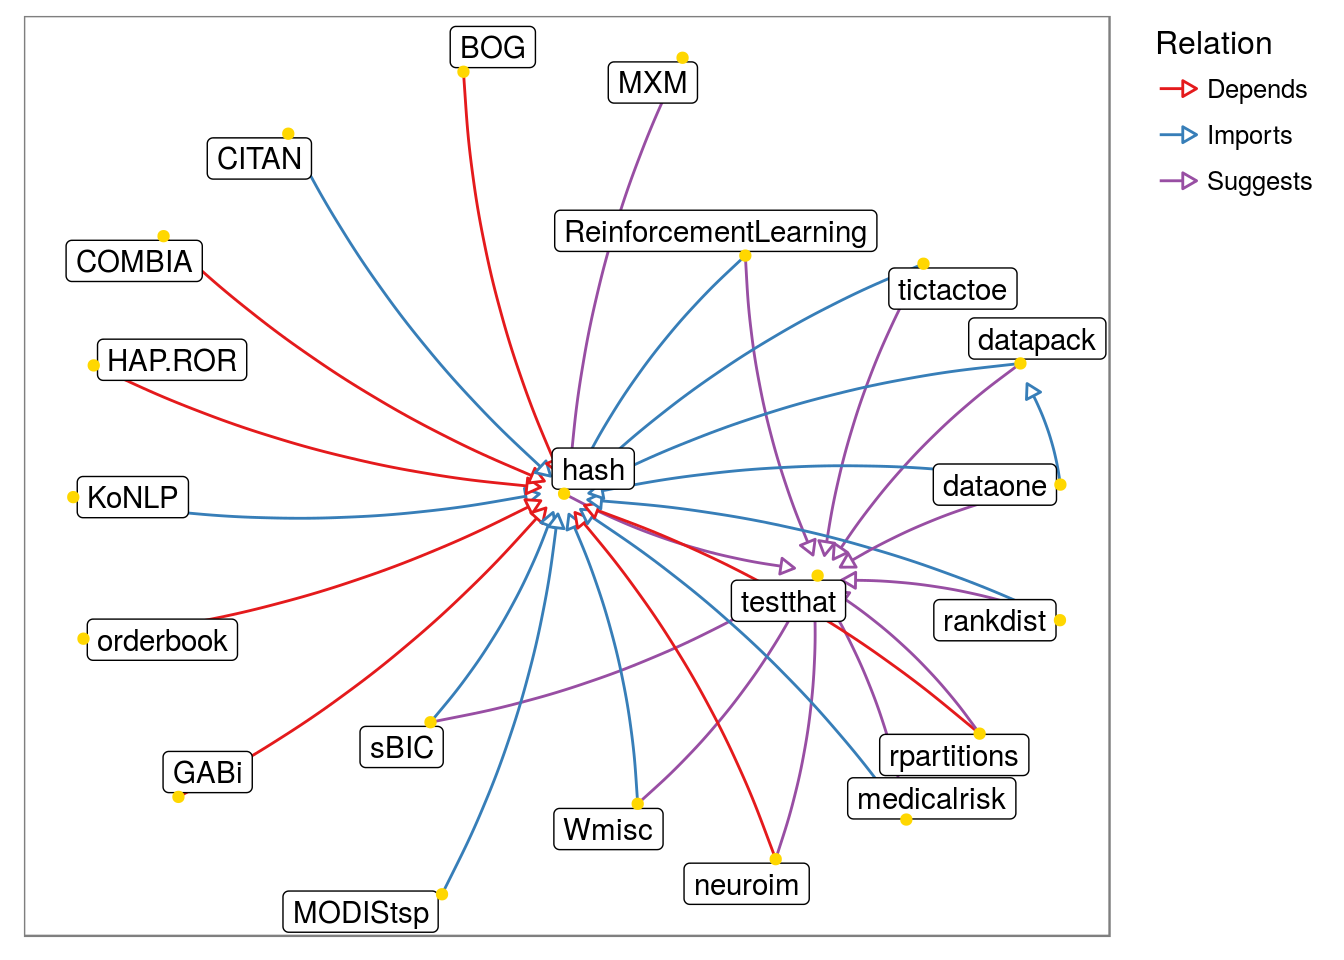 BOG
MXM
Relation
Depends
Imports
Suggests
CITAN
ReinforcementLearning
COMBIA
tictactoe
datapack
HAP.ROR
hash
dataone
KoNLP
testthat
rankdist
orderbook
sBIC
rpartitions
GABi
medicalrisk
Wmisc
neuroim
MODIStsp